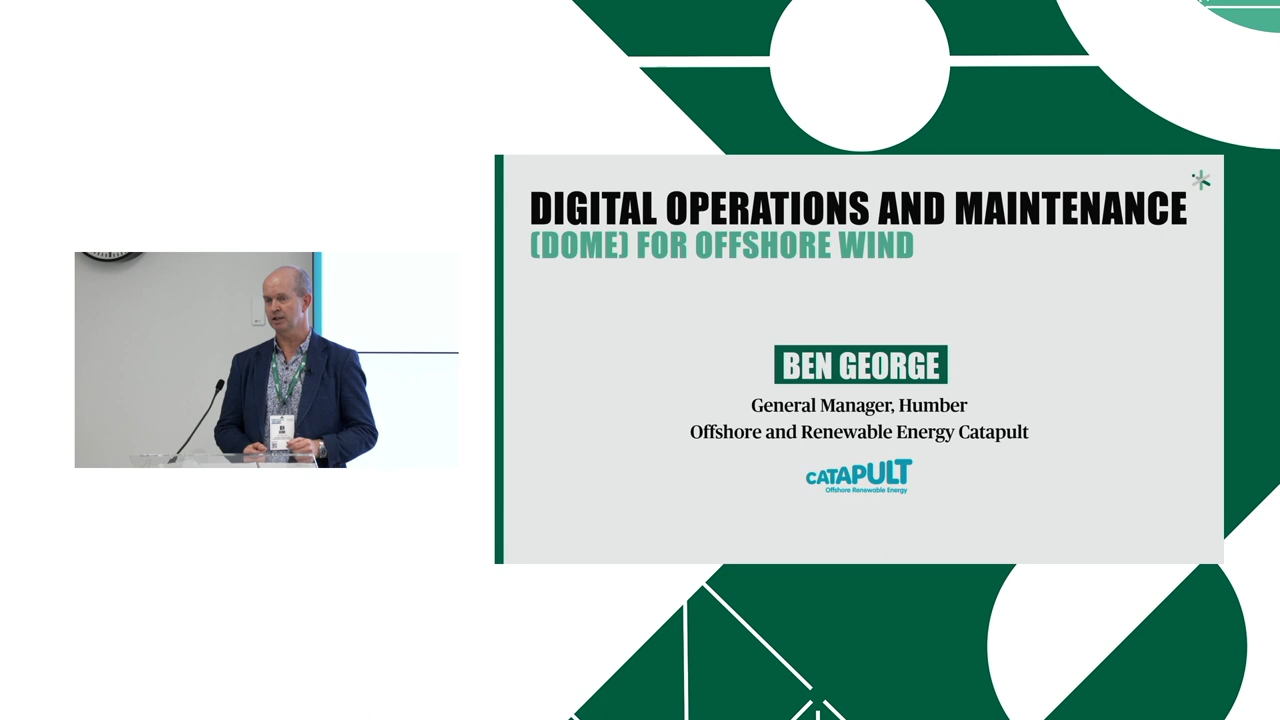 DIGITAL OPERATIONS AND MAINTENANCE
(DOME) FOR OFFSHORE WIND
BEN GEORGE
General Manager, Humber
Offshore and Renewable Energy Catapult
CATAPULT
Offshore Renewable Energy